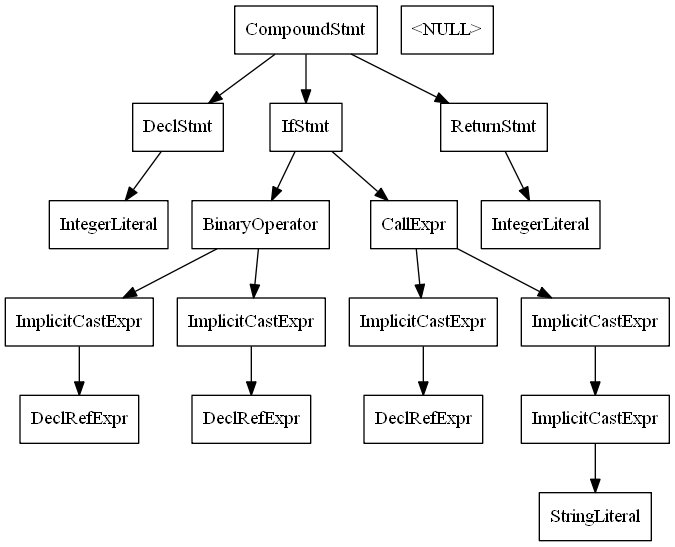 CompoundStmt
<NULL>
DeclStmt
IfStmt
ReturnStmt
IntegerLiteral
BinaryOperator
CallExpr
IntegerLiteral
ImplicitCastExpr
ImplicitCastExpr
ImplicitCastExpr
ImplicitCastExpr
DeclRefExpr
DeclRefExpr
DeclRefExpr
ImplicitCastExpr
StringLiteral